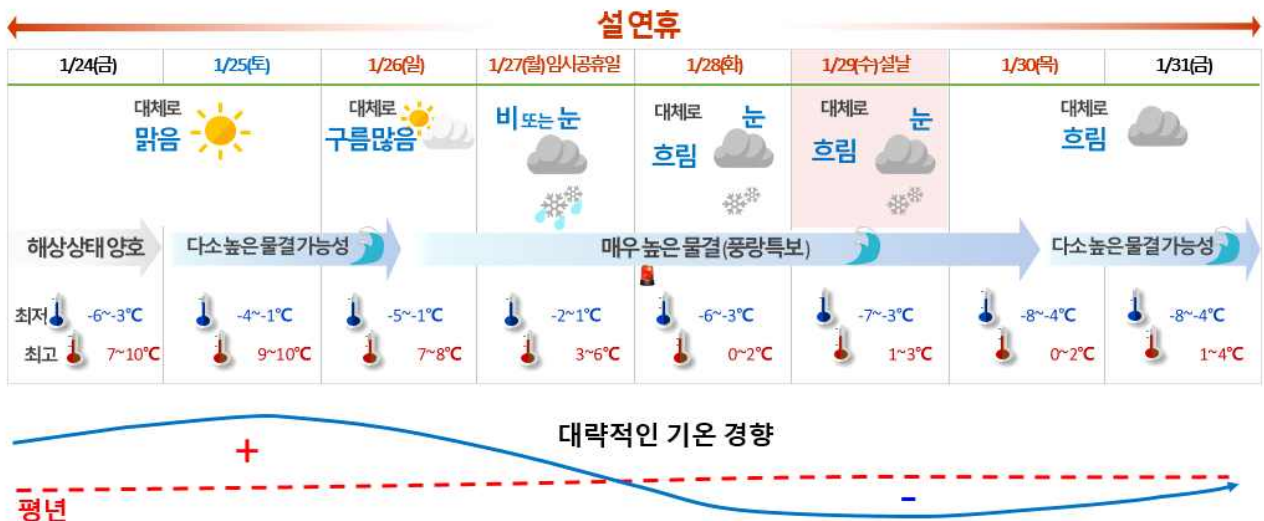 설 연휴
1/24(금) 1/25(토) 1/26(일) 1/27(월)임시공휴일 1/28(화) 1/29(수)설날 1/30(목) 1/31(금)
대체로
맑음
대체로
구름많음
비 또는 눈
대체로 눈
흐림
대체로 눈
흐림
대체로
흐림
해상상태 양호 다소 높은 물결 가능성 매우 높은 물결(풍랑특보) 다소 높은 물결 가능성
최저 -6~-3℃ -4~-1℃ -5~-1℃ -2~1℃ -6~-3℃ -7~-3℃ -8~-4℃ -8~-4℃
최고 7~10℃ 9~10℃ 7~8℃ 3~6℃ 0~2℃ 1~3℃ 0~2℃ 1~4℃
대략적인 기온 경향
+
-
평년